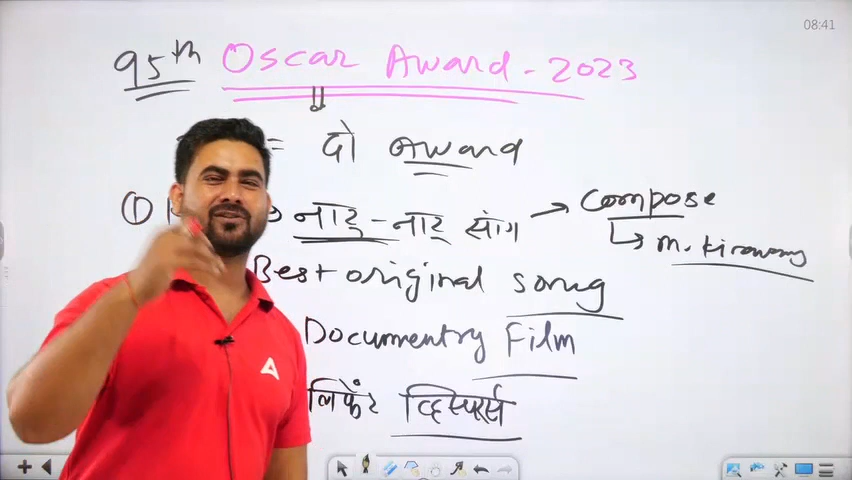 08:41
95th Oscar Award - 2023
= दो Award
① नाटू - नाटू सांग → Compose
M. Kirawany
Best original song
Documentry Film
लिफेंट व्हिस्पर्स